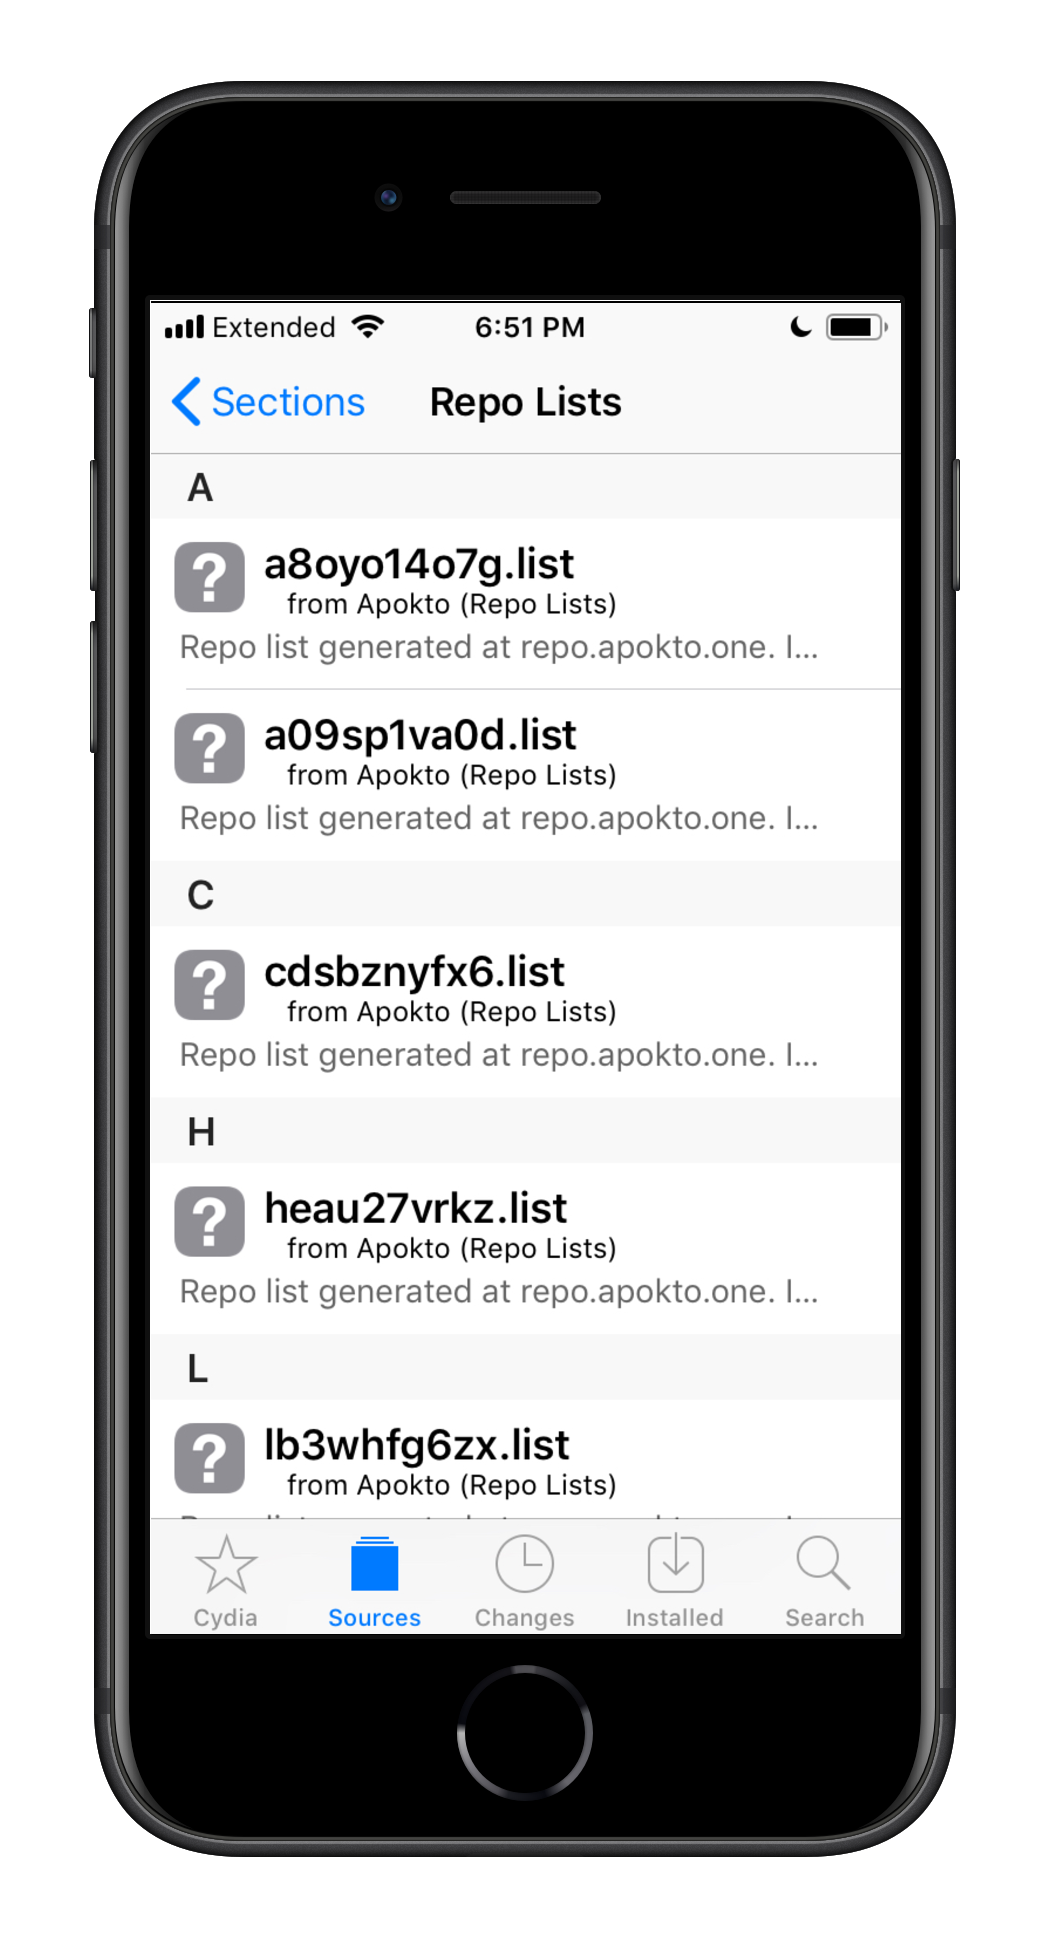 Extended 6:51 PM
Sections Repo Lists
A
? a8oyo14o7g.list
from Apokto (Repo Lists)
Repo list generated at repo.apokto.one. I...
? a09sp1va0d.list
from Apokto (Repo Lists)
Repo list generated at repo.apokto.one. I...
C
? cdsbznyfx6.list
from Apokto (Repo Lists)
Repo list generated at repo.apokto.one. I...
H
? heau27vrkz.list
from Apokto (Repo Lists)
Repo list generated at repo.apokto.one. I...
L
? lb3whfg6zx.list
from Apokto (Repo Lists)
Cydia Sources Changes Installed Search